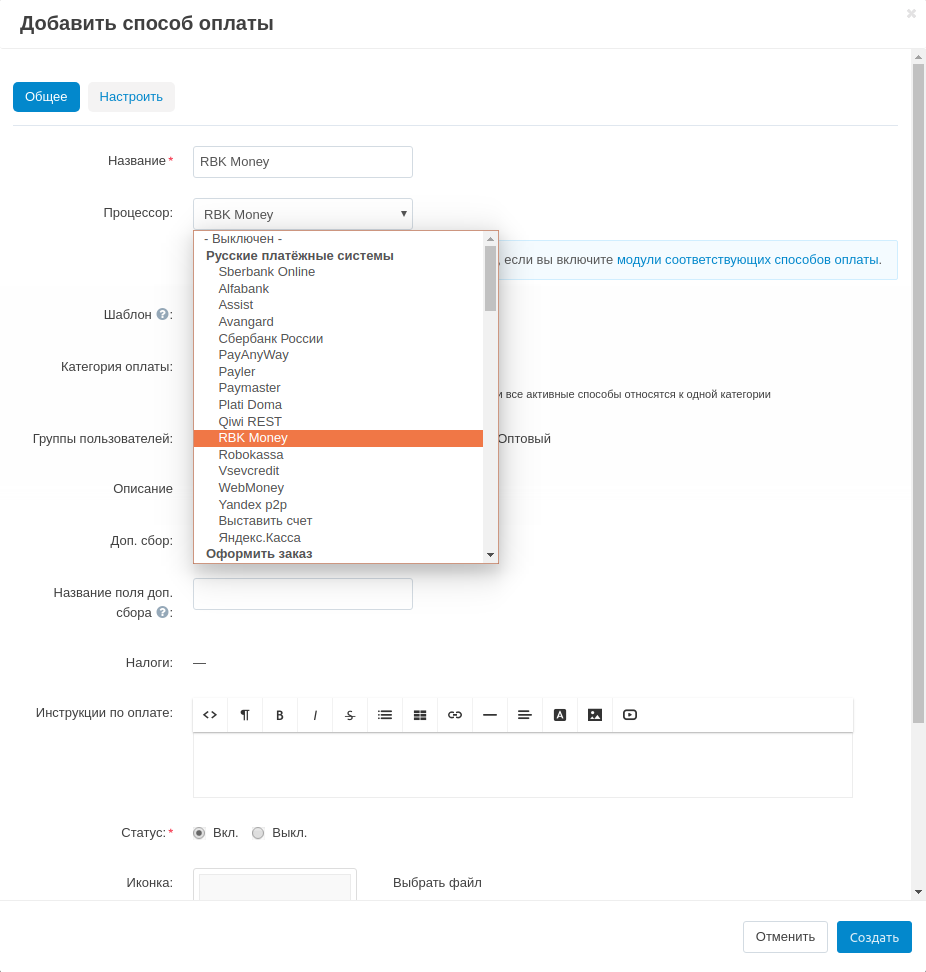 Добавить способ оплаты
Общее Настроить
Название* RBK Money
Процессор: RBK Money
- Выключен -
Русские платёжные системы
, если вы включите модули соответствующих способов оплаты.
Sberbank Online
Alfabank
Assist
Шаблон ?:
Avangard
Сбербанк России
PayAnyWay
Категория оплаты:
Payler
Paymaster
и все активные способы относятся к одной категории
Plati Doma
Qiwi REST
Группы пользователей: RBK Money Оптовый
Robokassa
Vsevcredit
Описание WebMoney
Yandex p2p
Выставить счет
Доп. сбор: Яндекс.Касса
Оформить заказ
Название поля доп.
сбора ?:
Налоги: —
Инструкции по оплате: <> ¶ B I S A
Статус:* Вкл. Выкл.
Иконка: Выбрать файл
Отменить Создать